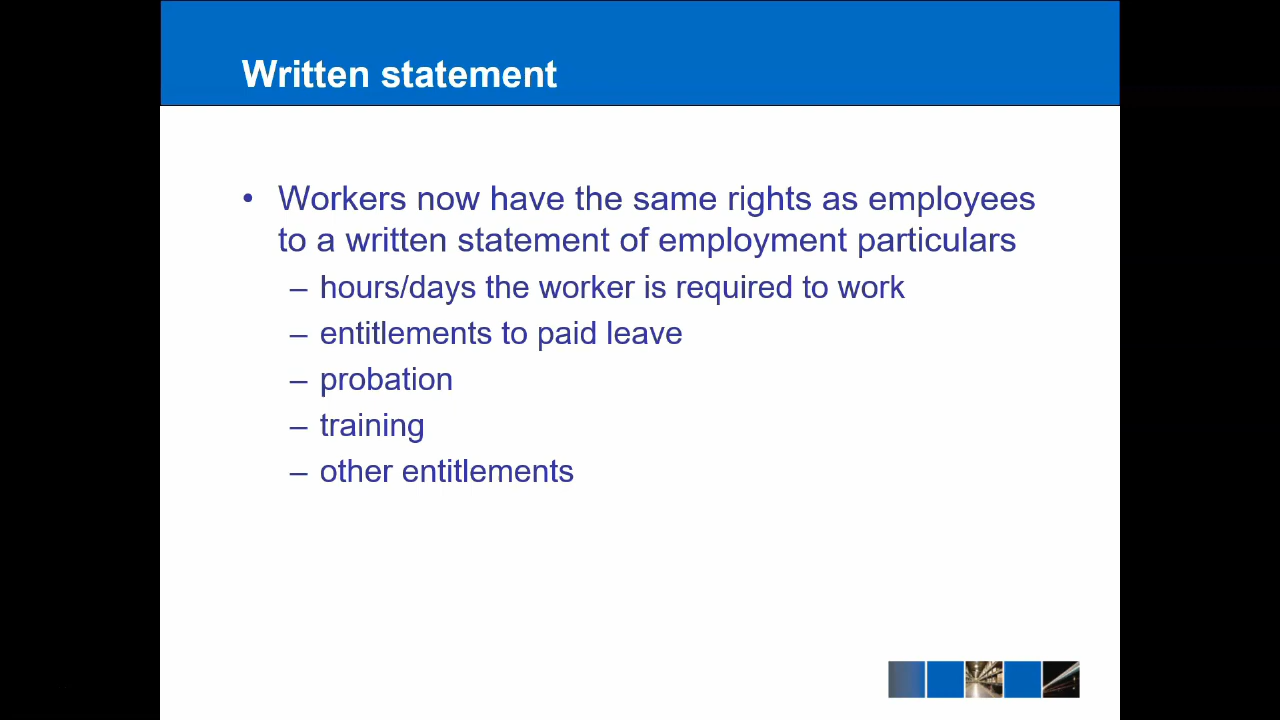 Written statement
• Workers now have the same rights as employees
to a written statement of employment particulars
– hours/days the worker is required to work
– entitlements to paid leave
– probation
– training
– other entitlements